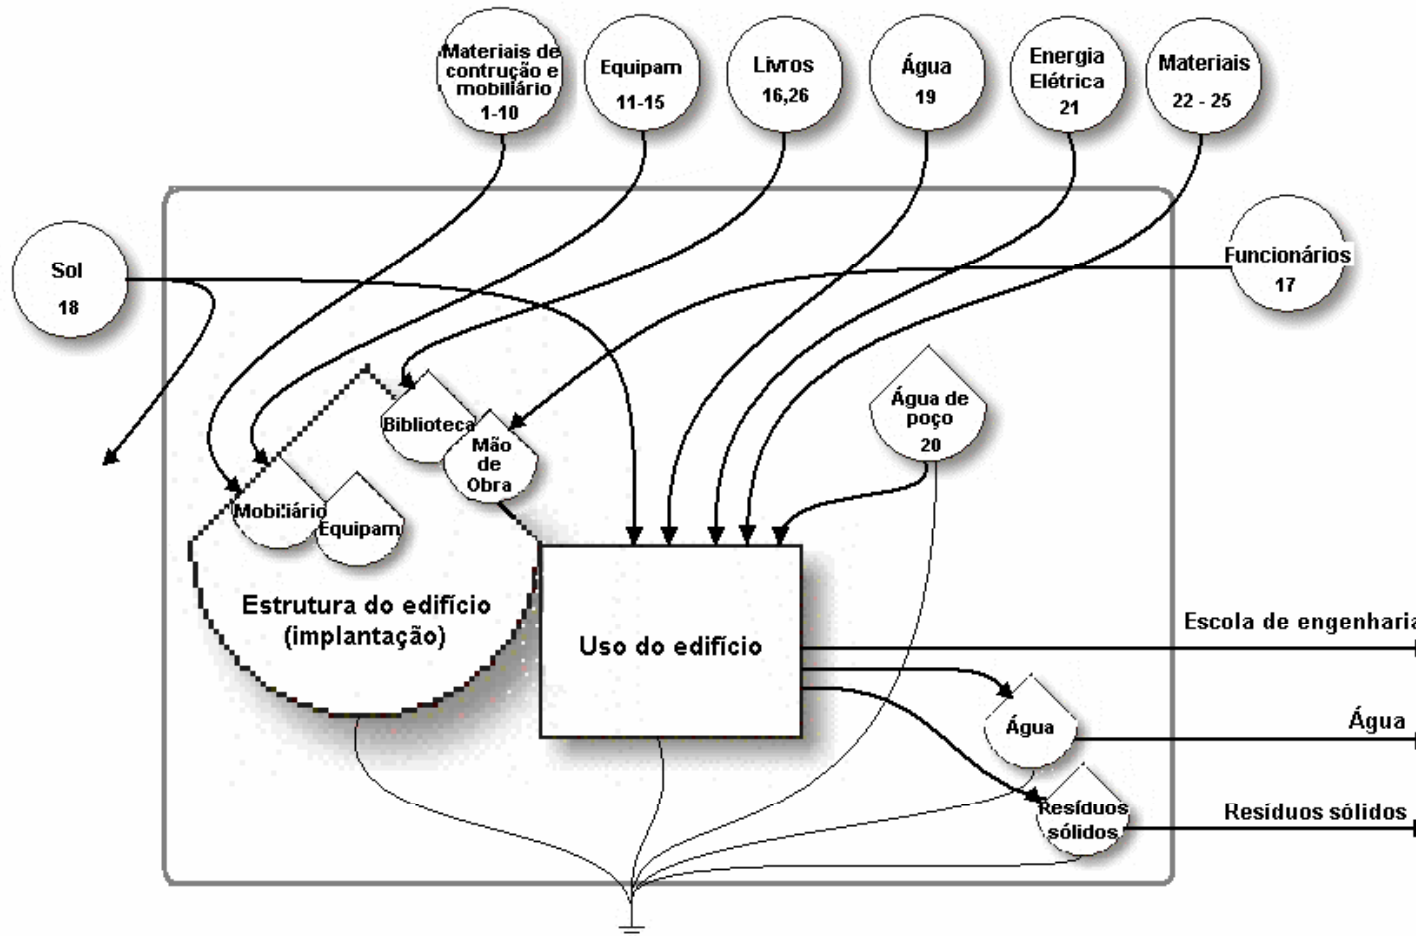 Materiais de
contrução e
mobiliário
1-10
Equipam
11-15
Livros
16,26
Água
19
Energia
Elétrica
21
Materiais
22 - 25
Sol
18
Funcionários
17
Biblioteca
Mão
de
Obra
Mobiliário
Equipam
Água de
poço
20
Estrutura do edifício
(implantação)
Uso do edifício
Escola de engenharia
Água
Água
Resíduos
sólidos
Resíduos sólidos